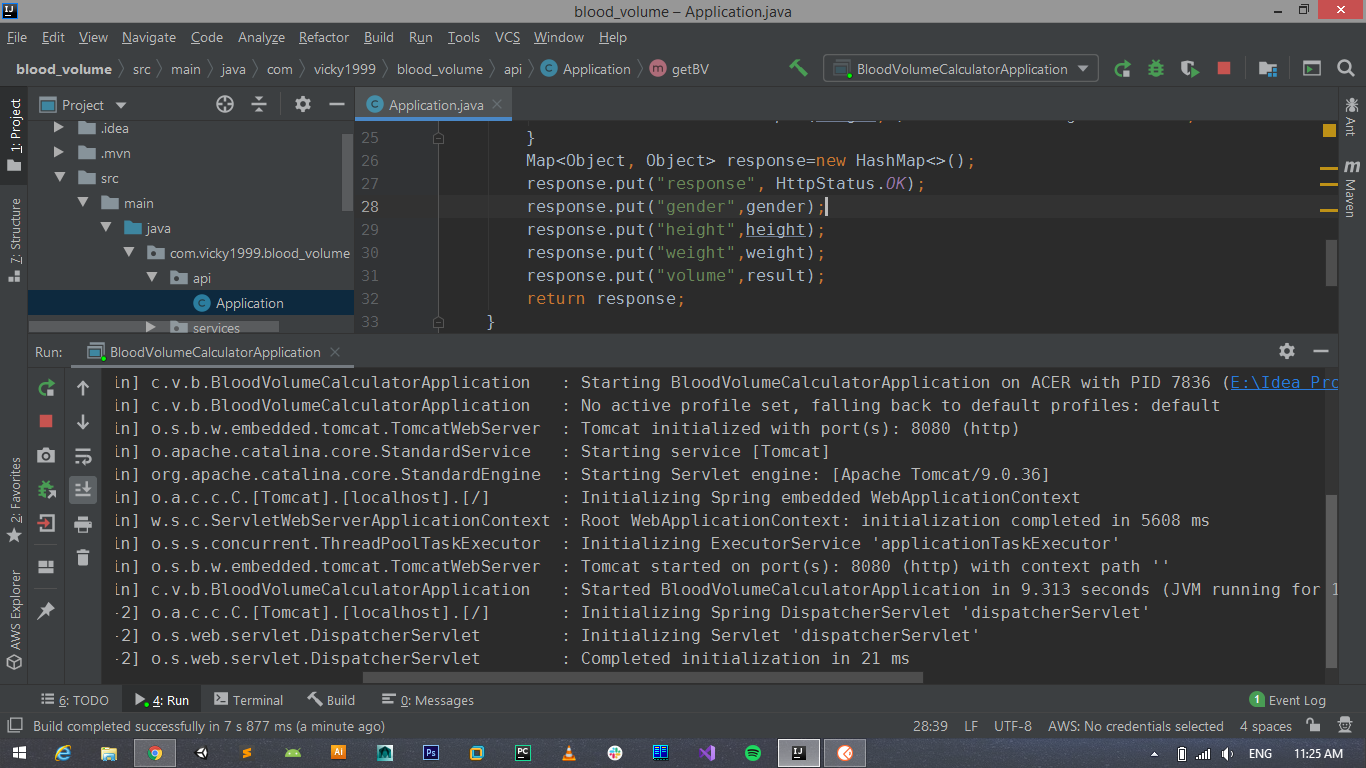 blood_volume – Application.java
File Edit View Navigate Code Analyze Refactor Build Run Tools VCS Window Help
blood_volume src main java com vicky1999 blood_volume api Application getBV BloodVolumeCalculatorApplication
1: Project
Project
Application.java
.idea
.mvn
src
main
java
com.vicky1999.blood_volume
api
Application
services
25 }
26 Map<Object, Object> response=new HashMap<>();
27 response.put("response", HttpStatus.OK);
28 response.put("gender",gender);
29 response.put("height",height);
30 response.put("weight",weight);
31 response.put("volume",result);
32 return response;
33 }
Ant
Maven
7: Structure
2: Favorites
AWS Explorer
Run: BloodVolumeCalculatorApplication
in] c.v.b.BloodVolumeCalculatorApplication : Starting BloodVolumeCalculatorApplication on ACER with PID 7836 (E:\Idea Pro
in] c.v.b.BloodVolumeCalculatorApplication : No active profile set, falling back to default profiles: default
in] o.s.b.w.embedded.tomcat.TomcatWebServer : Tomcat initialized with port(s): 8080 (http)
in] o.apache.catalina.core.StandardService : Starting service [Tomcat]
in] org.apache.catalina.core.StandardEngine : Starting Servlet engine: [Apache Tomcat/9.0.36]
in] o.a.c.c.C.[Tomcat].[localhost].[/] : Initializing Spring embedded WebApplicationContext
in] w.s.c.ServletWebServerApplicationContext : Root WebApplicationContext: initialization completed in 5608 ms
in] o.s.s.concurrent.ThreadPoolTaskExecutor : Initializing ExecutorService 'applicationTaskExecutor'
in] o.s.b.w.embedded.tomcat.TomcatWebServer : Tomcat started on port(s): 8080 (http) with context path ''
in] c.v.b.BloodVolumeCalculatorApplication : Started BloodVolumeCalculatorApplication in 9.313 seconds (JVM running for 1
-2] o.a.c.c.C.[Tomcat].[localhost].[/] : Initializing Spring DispatcherServlet 'dispatcherServlet'
-2] o.s.web.servlet.DispatcherServlet : Initializing Servlet 'dispatcherServlet'
-2] o.s.web.servlet.DispatcherServlet : Completed initialization in 21 ms
6: TODO 4: Run Terminal Build 0: Messages 1 Event Log
Build completed successfully in 7 s 877 ms (a minute ago) 28:39 LF UTF-8 AWS: No credentials selected 4 spaces
ENG 11:25 AM